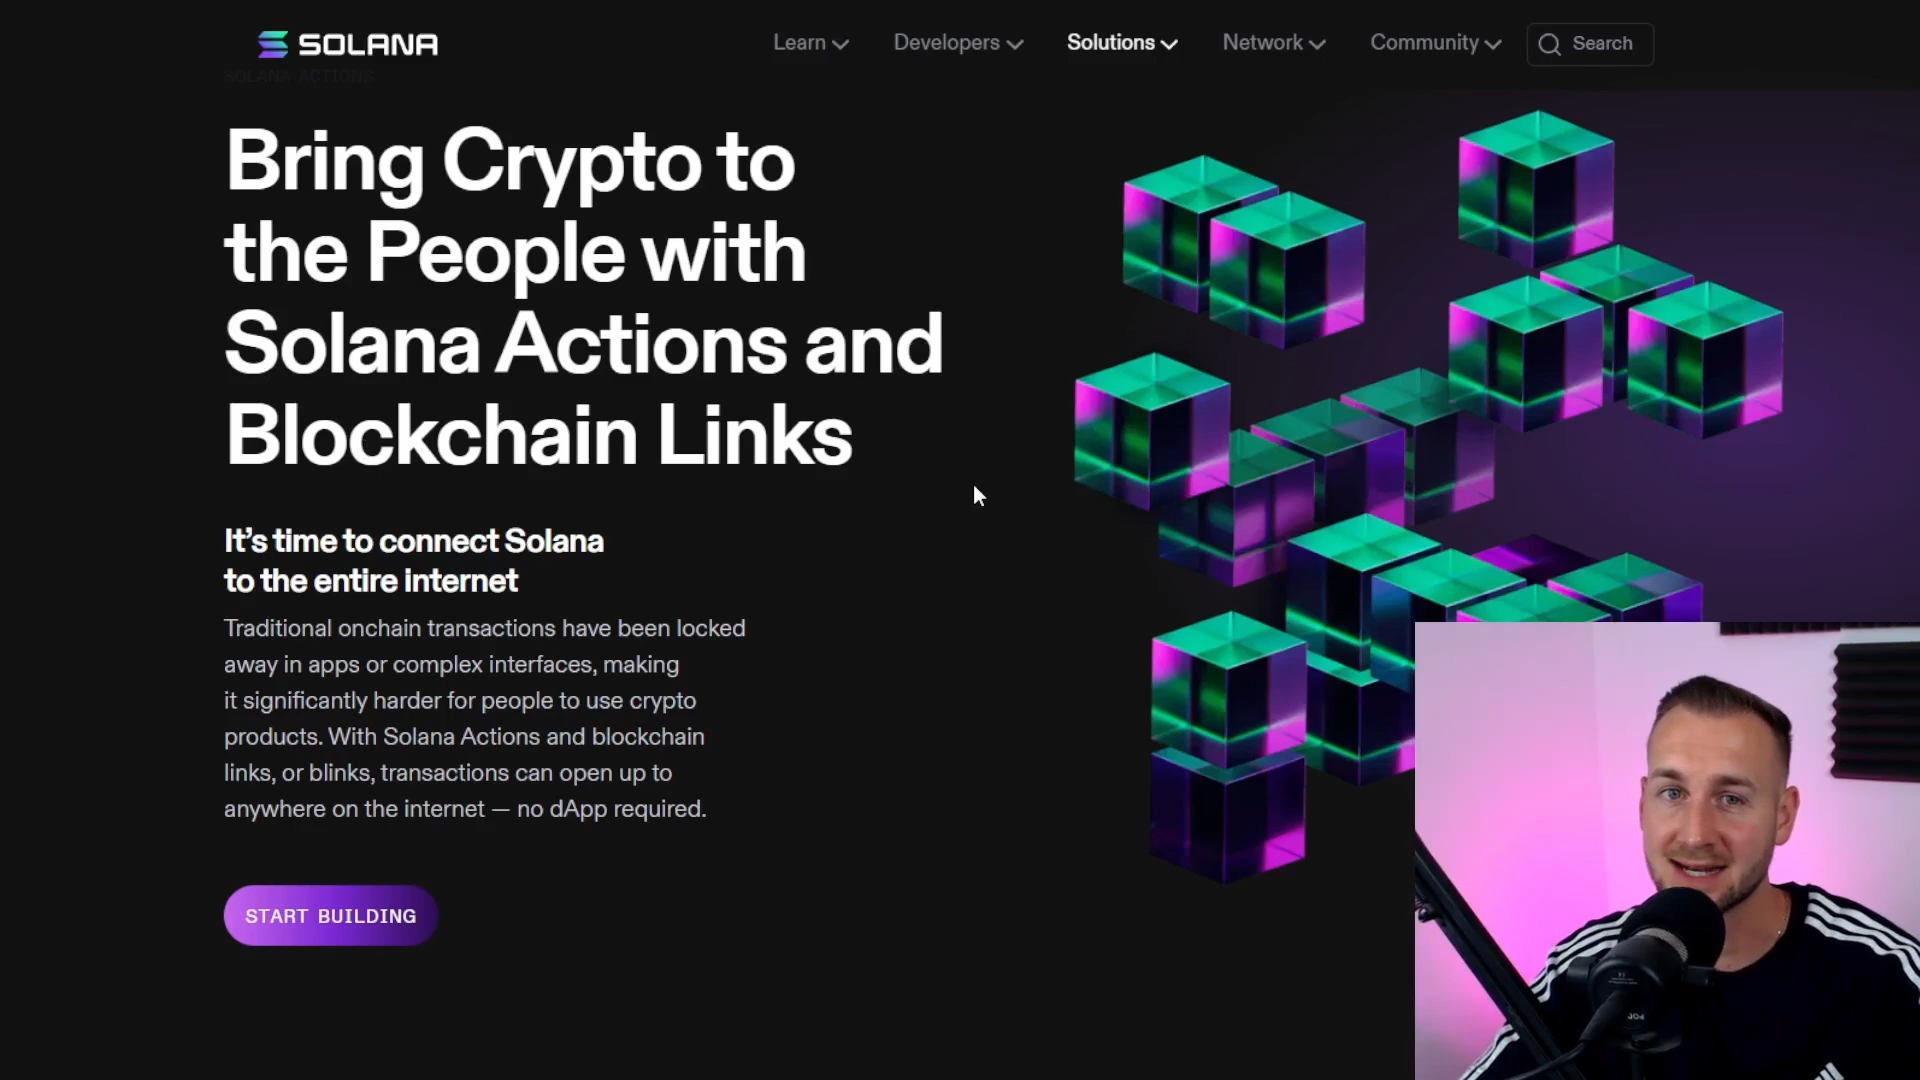 SOLANA
Learn
Developers
Solutions
Network
Community
Search
SOLANA ACTIONS
Bring Crypto to
the People with
Solana Actions and
Blockchain Links
It's time to connect Solana
to the entire internet
Traditional onchain transactions have been locked
away in apps or complex interfaces, making
it significantly harder for people to use crypto
products. With Solana Actions and blockchain
links, or blinks, transactions can open up to
anywhere on the internet — no dApp required.
START BUILDING